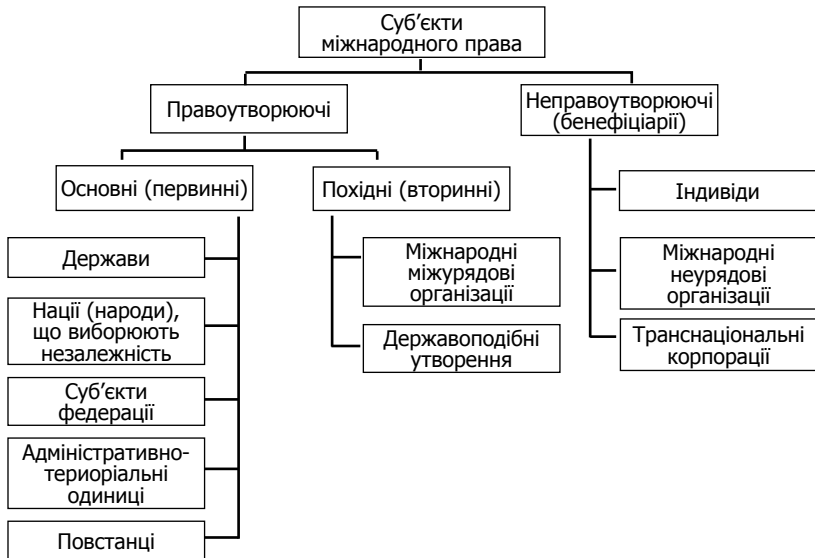 Суб’єкти
міжнародного права
Правоутворюючі
Неправоутворюючі
(бенефіціарії)
Основні (первинні)
Похідні (вторинні)
Держави
Нації (народи),
що виборюють
незалежність
Суб’єкти
федерації
Адміністративно-
териоріальні
одиниці
Повстанці
Міжнародні
міжурядові
організації
Державоподібні
утворення
Індивіди
Міжнародні
неурядові
організації
Транснаціональні
корпорації